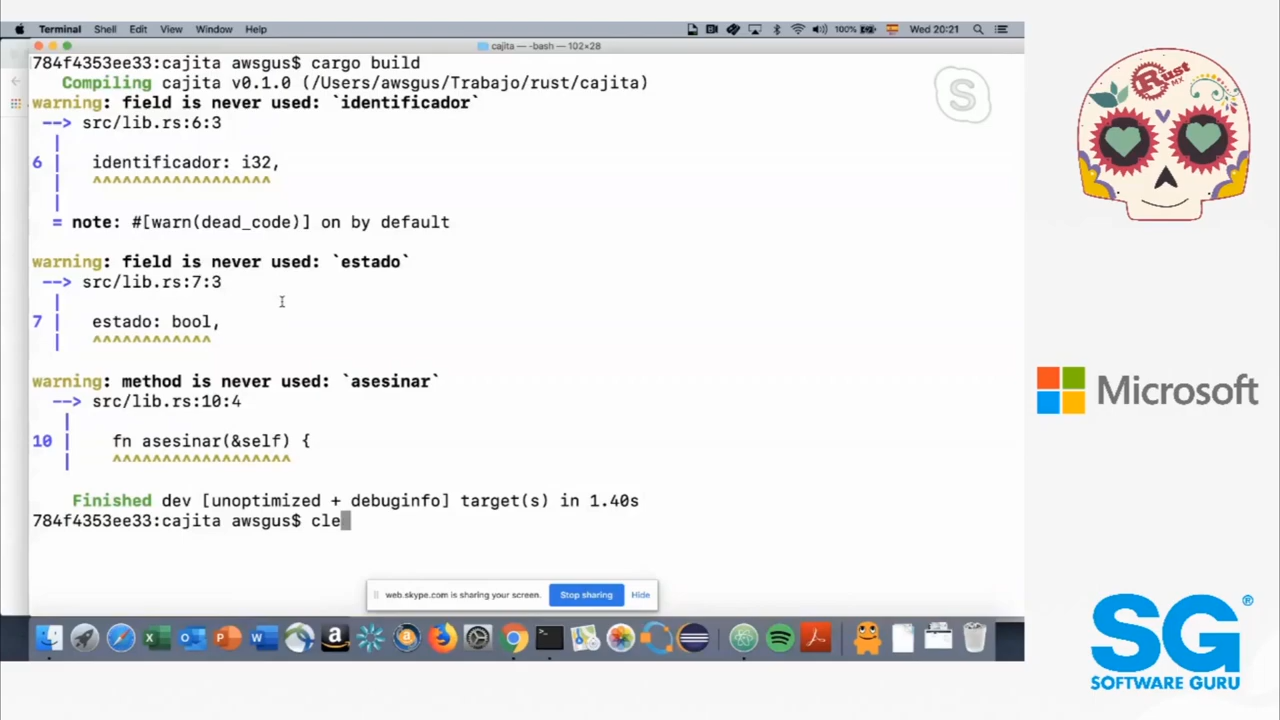 Terminal Shell Edit View Window Help
100% Wed 20:21
cajita — -bash — 102×28
784f4353ee33:cajita awsgus$ cargo build
Compiling cajita v0.1.0 (/Users/awsgus/Trabajo/rust/cajita)
warning: field is never used: `identificador`
--> src/lib.rs:6:3
|
6 | identificador: i32,
| ^^^^^^^^^^^^^^^^^^
|
= note: #[warn(dead_code)] on by default
warning: field is never used: `estado`
--> src/lib.rs:7:3
|
7 | estado: bool,
| ^^^^^^^^^^^^
warning: method is never used: `asesinar`
--> src/lib.rs:10:4
|
10 | fn asesinar(&self) {
| ^^^^^^^^^^^^^^^^^^
Finished dev [unoptimized + debuginfo] target(s) in 1.40s
784f4353ee33:cajita awsgus$ cle
web.skype.com is sharing your screen. Stop sharing Hide
Rust MX
Microsoft
SG®
SOFTWARE GURU